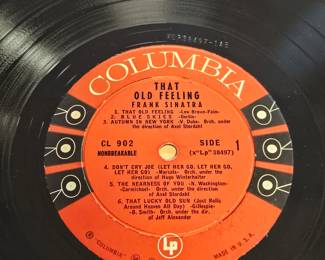 COLUMBIA
THAT
OLD FEELING
FRANK SINATRA
1. THAT OLD FEELING -Lew Brown-Fain-
2. BLUE SKIES -Berlin-
3. AUTUMN IN NEW YORK -V. Duke- Orch. under
the direction of Axel Stordahl
CL 902
SIDE 1
NONBREAKABLE
(x"Lp" 38497)
4. DON'T CRY JOE (LET HER GO, LET HER GO,
LET HER GO) -Marsala- Orch. under the
direction of Hugo Winterhalter
5. THE NEARNESS OF YOU -N. Washington-
-Carmichael- Orch. under the direction of
Axel Stordahl
6. THAT LUCKY OLD SUN (Just Rolls
Around Heaven All Day) -Gillespie-
-B. Smith- Orch. under the dir.
of Jeff Alexander
"COLUMBIA"
LP
MADE IN U.S.A.